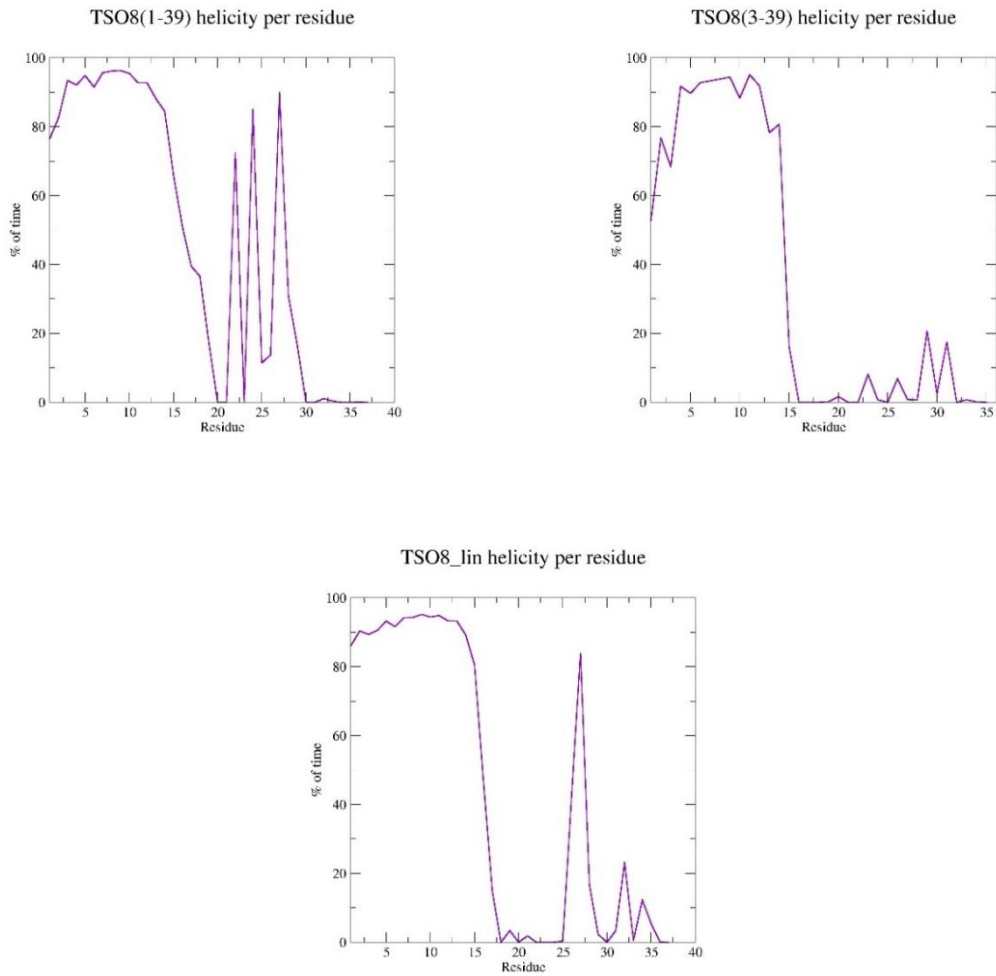 TSO8(1-39) helicity per residue
100
80
60
40
20
0
% of time
5 10 15 20 25 30 35 40
Residue
TSO8(3-39) helicity per residue
100
80
60
40
20
0
% of time
5 10 15 20 25 30 35
Residue
TSO8_lin helicity per residue
100
80
60
40
20
0
% of time
5 10 15 20 25 30 35 40
Residue